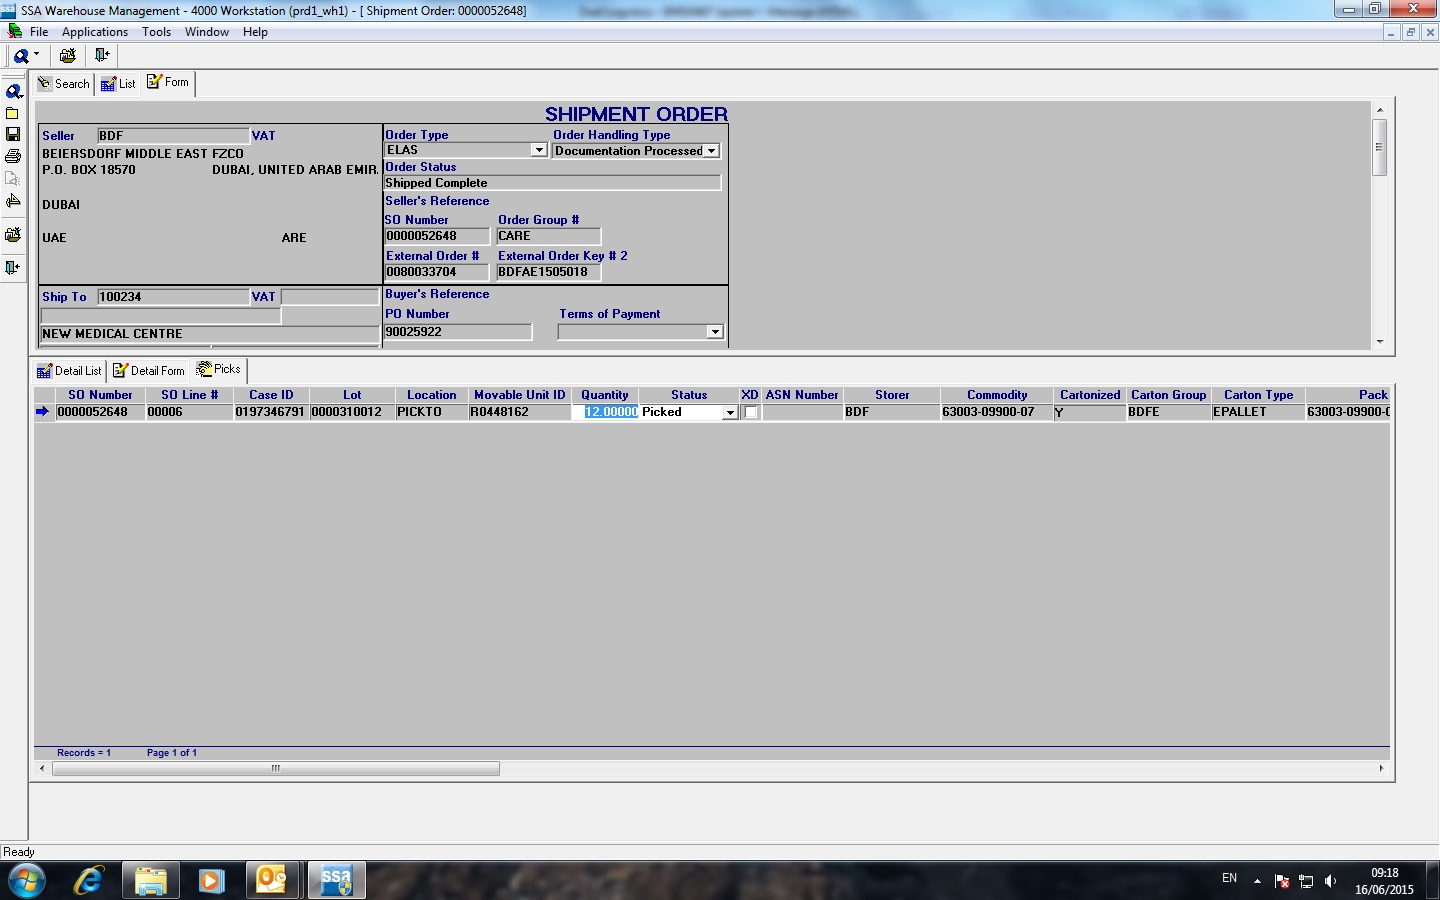 SSA Warehouse Management - 4000 Workstation (prd1_wh1) - [ Shipment Order: 0000052648]
File Applications Tools Window Help
Search List Form
SHIPMENT ORDER
Seller BDF VAT
BEIERSDORF MIDDLE EAST FZCO
P.O. BOX 18570 DUBAI, UNITED ARAB EMIR.
DUBAI
UAE ARE
Order Type Order Handling Type
ELAS Documentation Processed
Order Status
Shipped Complete
Seller's Reference
SO Number Order Group #
0000052648 CARE
External Order # External Order Key # 2
0080033704 BDFAE1505018
Ship To 100234 VAT
NEW MEDICAL CENTRE
Buyer's Reference
PO Number Terms of Payment
90025922
Detail List Detail Form Picks
SO Number SO Line # Case ID Lot Location Movable Unit ID Quantity Status XD ASN Number Storer Commodity Cartonized Carton Group Carton Type Pack
0000052648 00006 0197346791 0000310012 PICKTO R0448162 12.00000 Picked BDF 63003-09900-07 Y BDFE EPALLET 63003-09900-0
Records = 1 Page 1 of 1
Ready
ssa
EN
09:18
16/06/2015